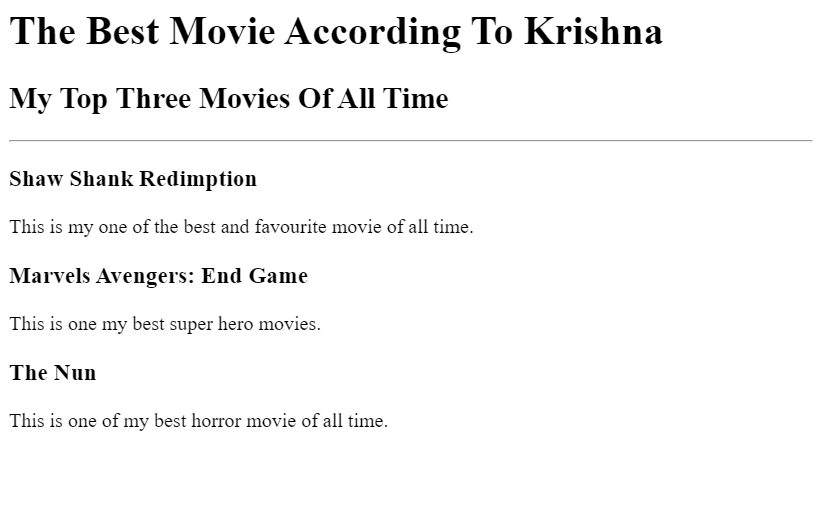 The Best Movie According To Krishna
My Top Three Movies Of All Time
Shaw Shank Redimption
This is my one of the best and favourite movie of all time.
Marvels Avengers: End Game
This is one my best super hero movies.
The Nun
This is one of my best horror movie of all time.